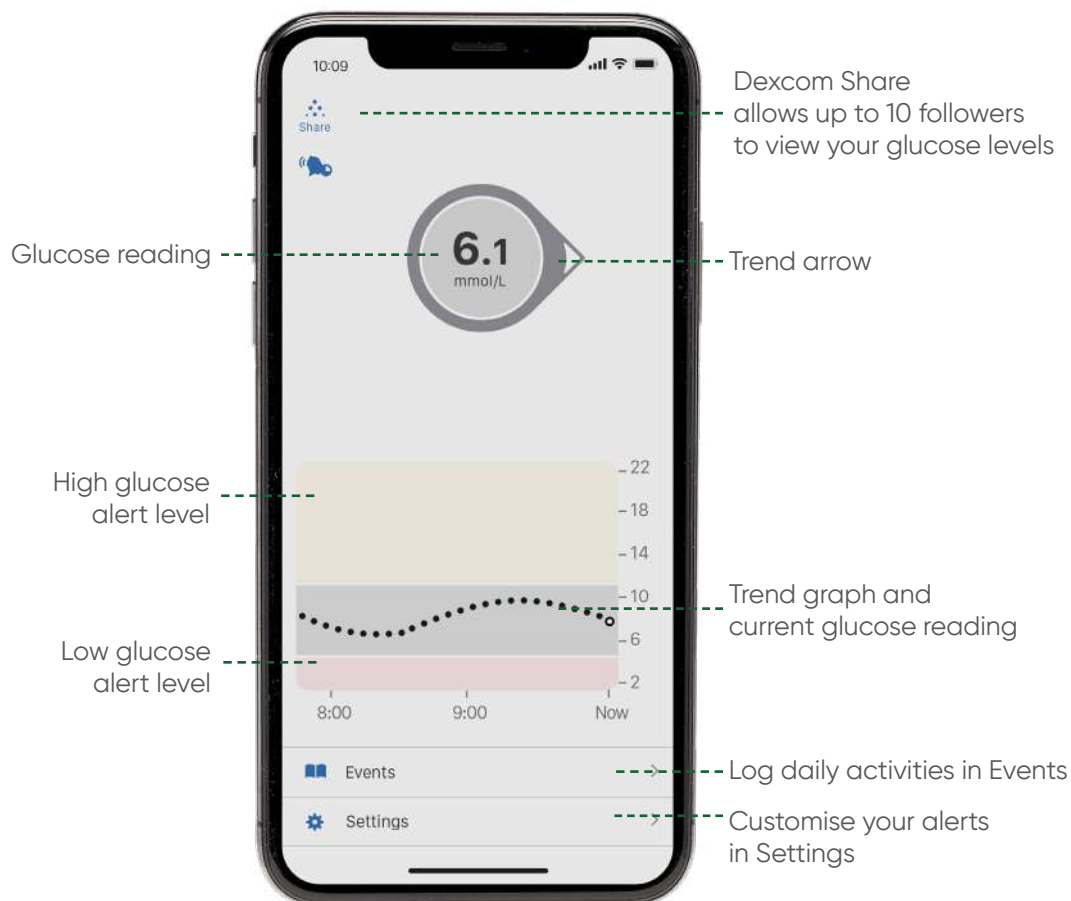 10:09
Share
Dexcom Share
allows up to 10 followers
to view your glucose levels
Glucose reading
6.1
mmol/L
Trend arrow
High glucose
alert level
22
18
14
10
6
2
Trend graph and
current glucose reading
Low glucose
alert level
8:00
9:00
Now
Events
Log daily activities in Events
Settings
Customise your alerts
in Settings